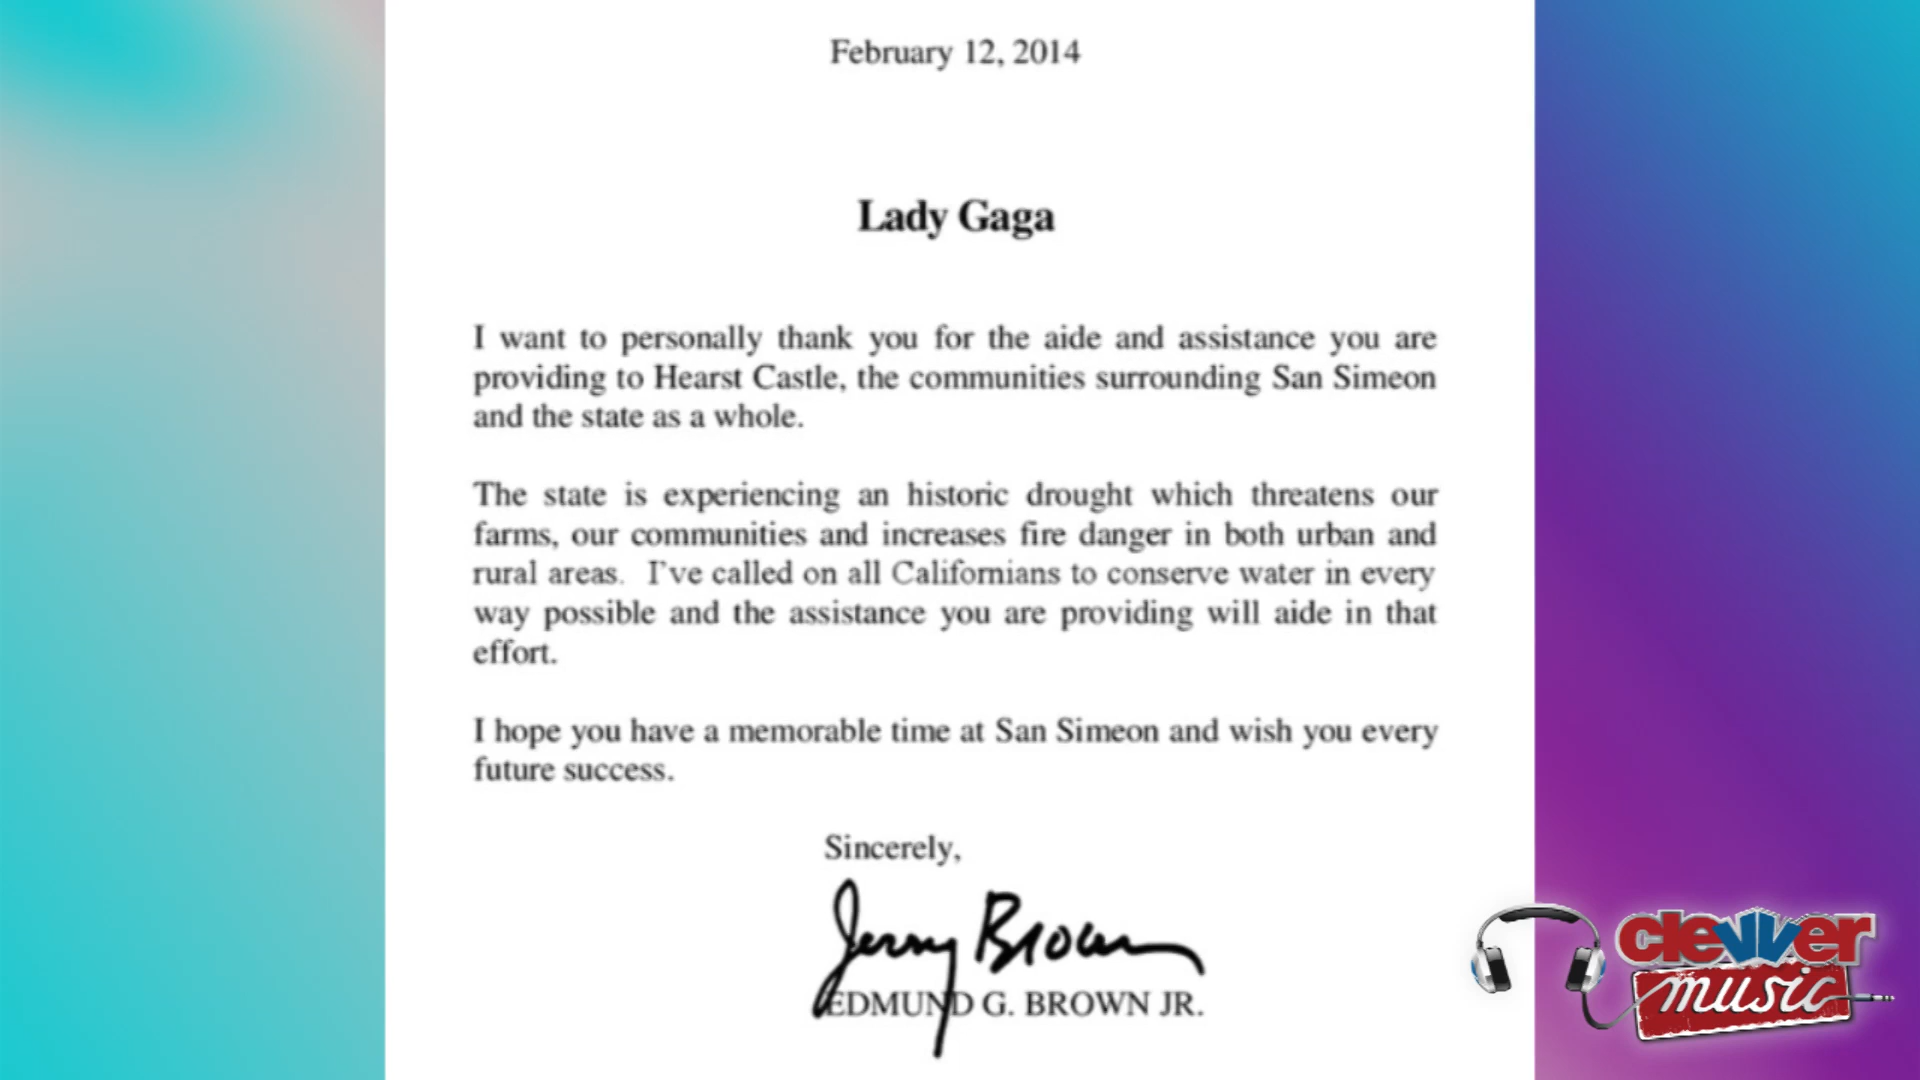 February 12, 2014
Lady Gaga
I want to personally thank you for the aide and assistance you are
providing to Hearst Castle, the communities surrounding San Simeon
and the state as a whole.
The state is experiencing an historic drought which threatens our
farms, our communities and increases fire danger in both urban and
rural areas.  I've called on all Californians to conserve water in every
way possible and the assistance you are providing will aide in that
effort.
I hope you have a memorable time at San Simeon and wish you every
future success.
Sincerely,
Jerry Brown
EDMUND G. BROWN JR.
clevver
music